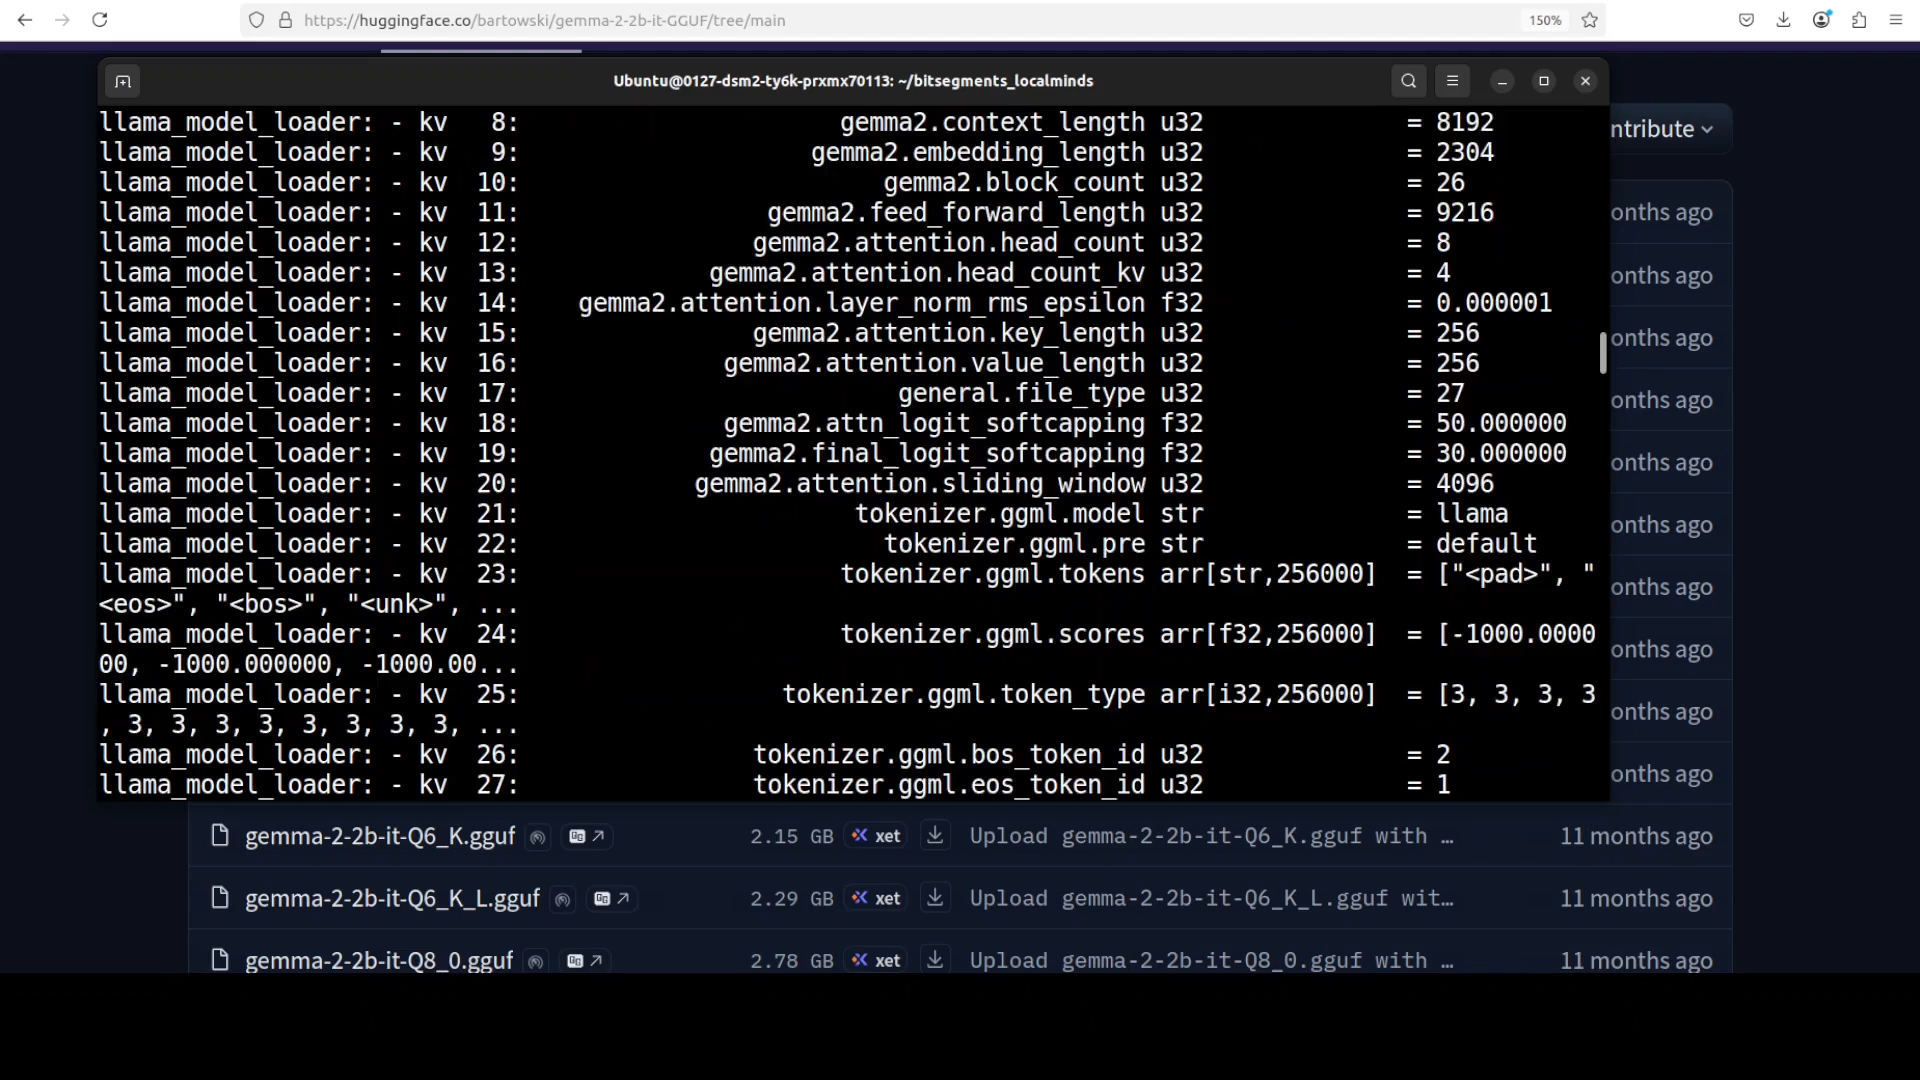 https://huggingface.co/bartowski/gemma-2-2b-it-GGUF/tree/main
150%
Ubuntu@0127-dsm2-ty6k-prxmx70113: ~/bitsegments_localminds
llama_model_loader: - kv   8:                      gemma2.context_length u32              = 8192
llama_model_loader: - kv   9:                    gemma2.embedding_length u32              = 2304
llama_model_loader: - kv  10:                         gemma2.block_count u32              = 26
llama_model_loader: - kv  11:                 gemma2.feed_forward_length u32              = 9216
llama_model_loader: - kv  12:                gemma2.attention.head_count u32              = 8
llama_model_loader: - kv  13:             gemma2.attention.head_count_kv u32              = 4
llama_model_loader: - kv  14:    gemma2.attention.layer_norm_rms_epsilon f32              = 0.000001
llama_model_loader: - kv  15:                gemma2.attention.key_length u32              = 256
llama_model_loader: - kv  16:              gemma2.attention.value_length u32              = 256
llama_model_loader: - kv  17:                          general.file_type u32              = 27
llama_model_loader: - kv  18:              gemma2.attn_logit_softcapping f32              = 50.000000
llama_model_loader: - kv  19:             gemma2.final_logit_softcapping f32              = 30.000000
llama_model_loader: - kv  20:            gemma2.attention.sliding_window u32              = 4096
llama_model_loader: - kv  21:                       tokenizer.ggml.model str              = llama
llama_model_loader: - kv  22:                         tokenizer.ggml.pre str              = default
llama_model_loader: - kv  23:                      tokenizer.ggml.tokens arr[str,256000]  = ["<pad>", "
<eos>", "<bos>", "<unk>", ...
llama_model_loader: - kv  24:                      tokenizer.ggml.scores arr[f32,256000]  = [-1000.0000
00, -1000.000000, -1000.00...
llama_model_loader: - kv  25:                  tokenizer.ggml.token_type arr[i32,256000]  = [3, 3, 3, 3
, 3, 3, 3, 3, 3, 3, 3, 3, ...
llama_model_loader: - kv  26:                tokenizer.ggml.bos_token_id u32              = 2
llama_model_loader: - kv  27:                tokenizer.ggml.eos_token_id u32              = 1
ntribute
onths ago
onths ago
onths ago
onths ago
onths ago
onths ago
onths ago
onths ago
onths ago
onths ago
gemma-2-2b-it-Q6_K.gguf 2.15 GB xet Upload gemma-2-2b-it-Q6_K.gguf with … 11 months ago
gemma-2-2b-it-Q6_K_L.gguf 2.29 GB xet Upload gemma-2-2b-it-Q6_K_L.gguf wit… 11 months ago
gemma-2-2b-it-Q8_0.gguf 2.78 GB xet Upload gemma-2-2b-it-Q8_0.gguf with … 11 months ago